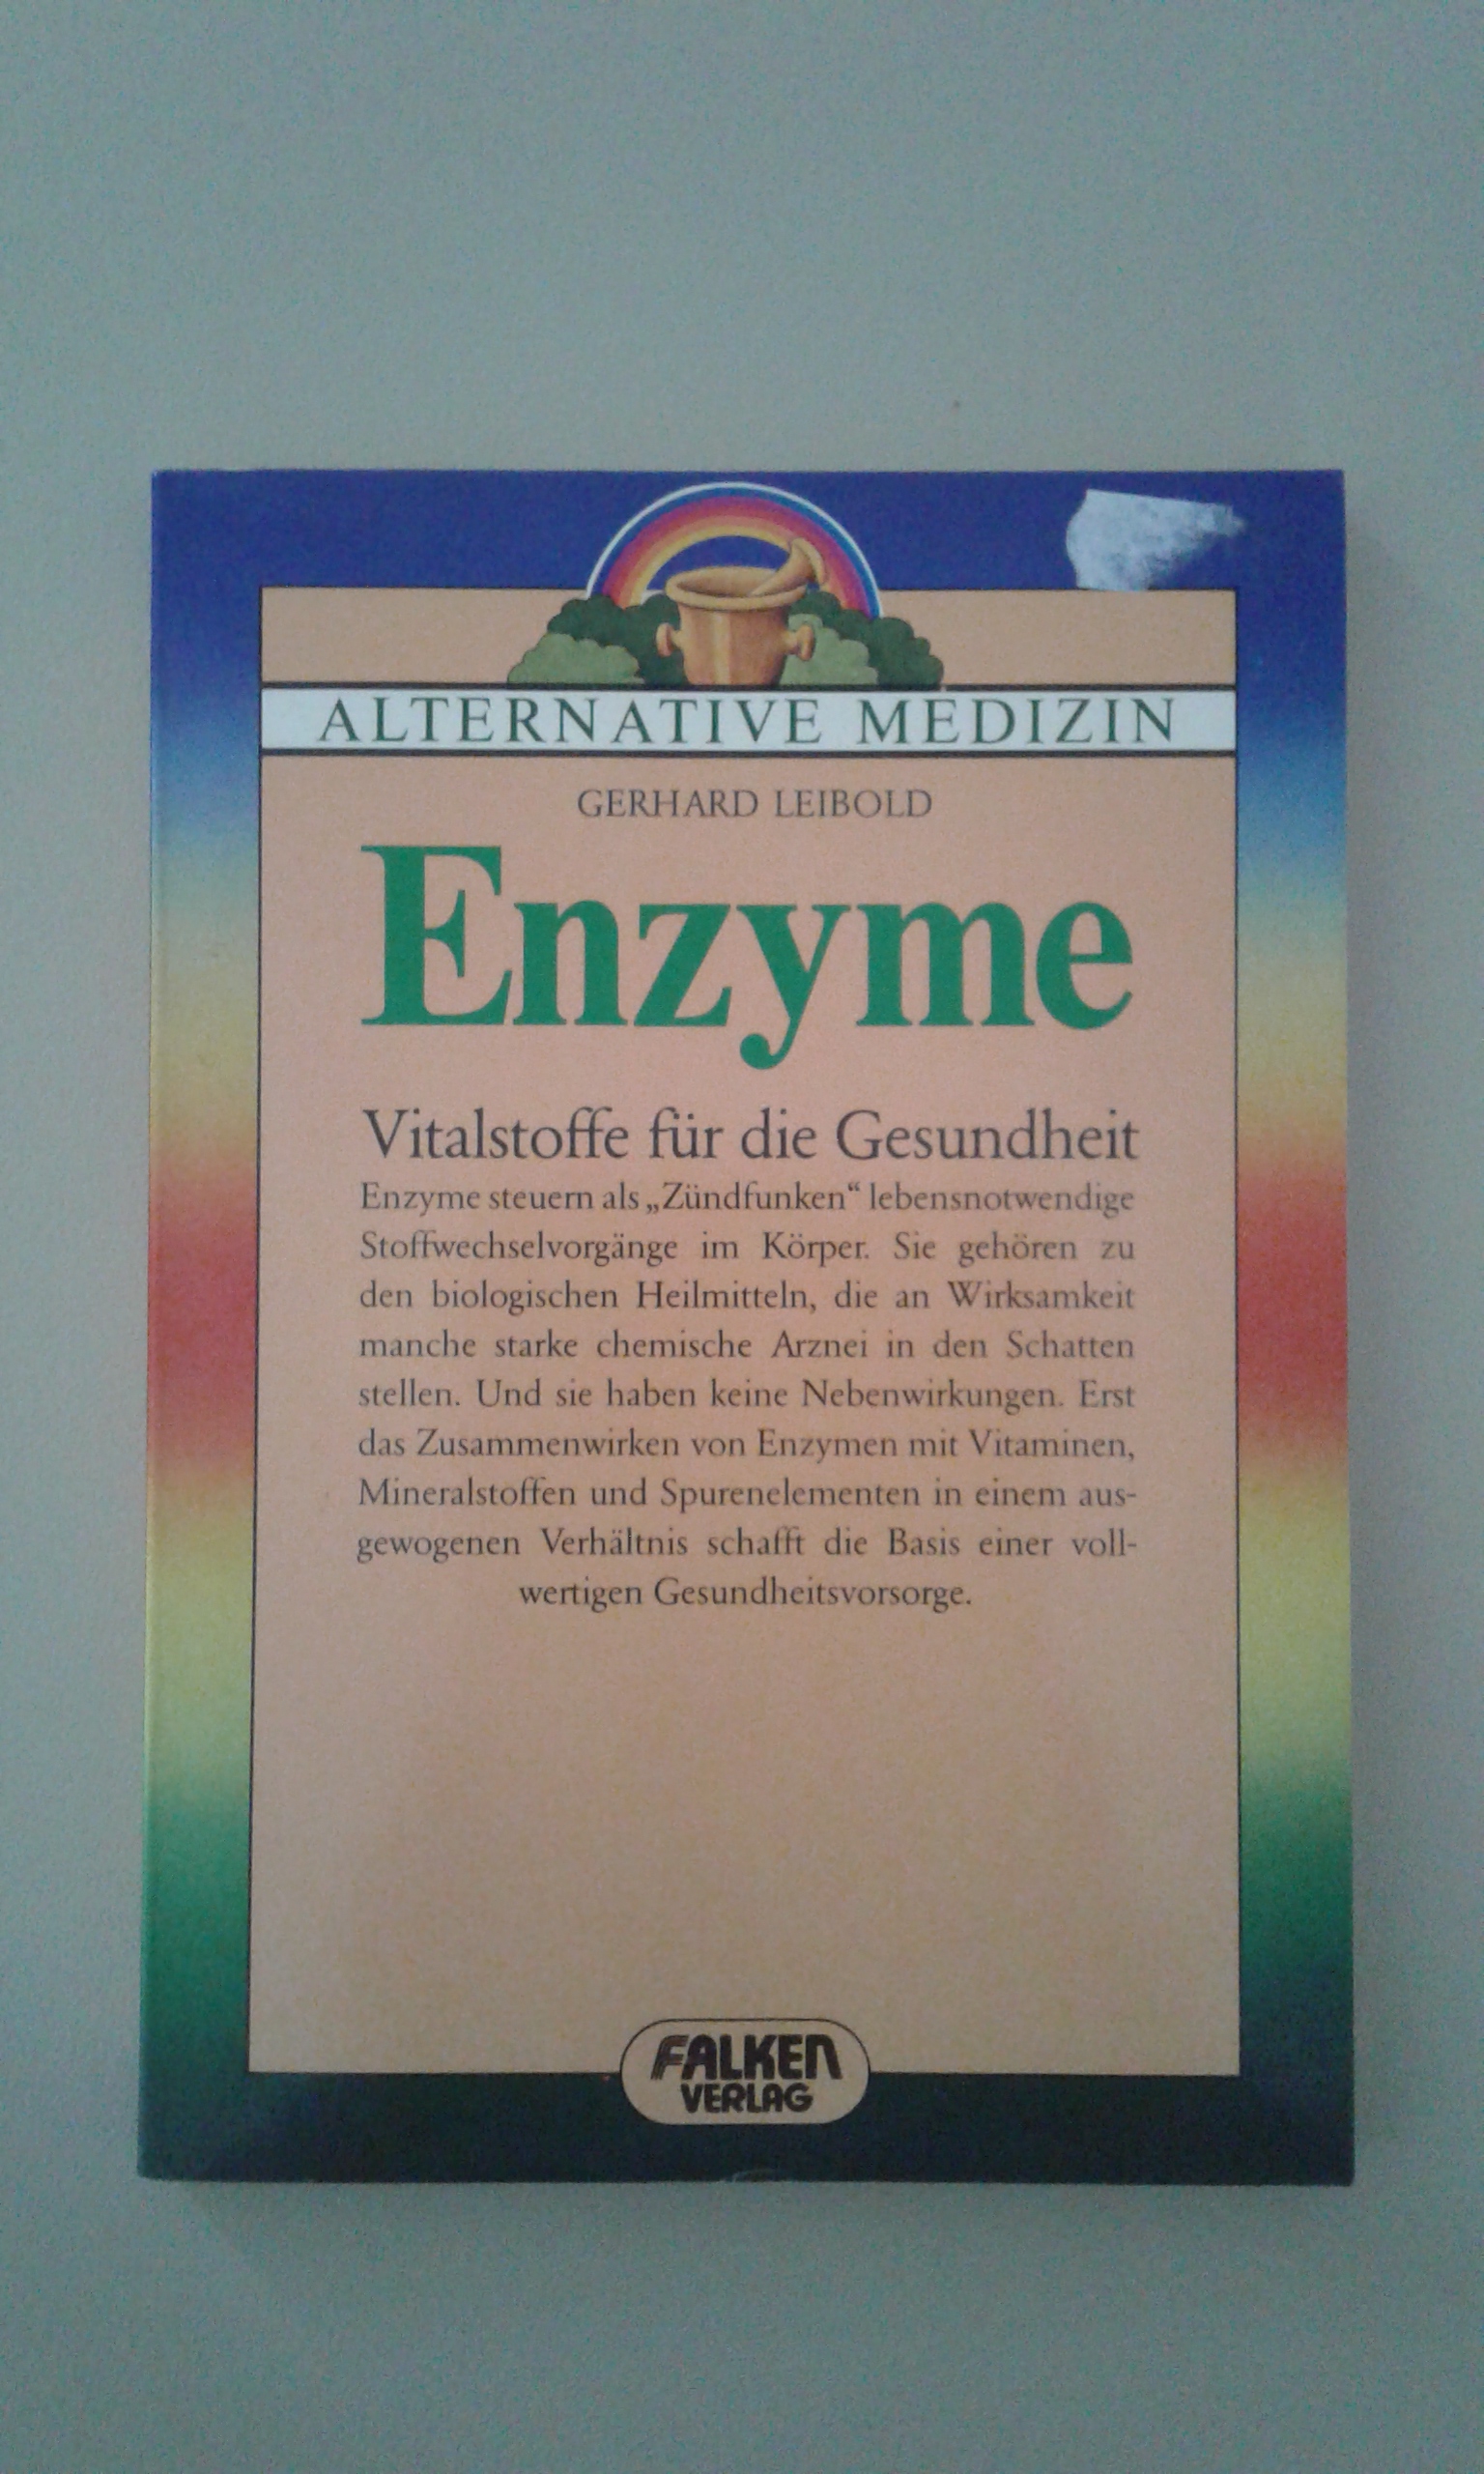 ALTERNATIVE MEDIZIN
GERHARD LEIBOLD
Enzyme
Vitalstoffe für die Gesundheit
Enzyme steuern als „Zündfunken“ lebensnotwendige
Stoffwechselvorgänge im Körper. Sie gehören zu
den biologischen Heilmitteln, die an Wirksamkeit
manche starke chemische Arznei in den Schatten
stellen. Und sie haben keine Nebenwirkungen. Erst
das Zusammenwirken von Enzymen mit Vitaminen,
Mineralstoffen und Spurenelementen in einem aus-
gewogenen Verhältnis schafft die Basis einer voll-
wertigen Gesundheitsvorsorge.
FALKEN
VERLAG